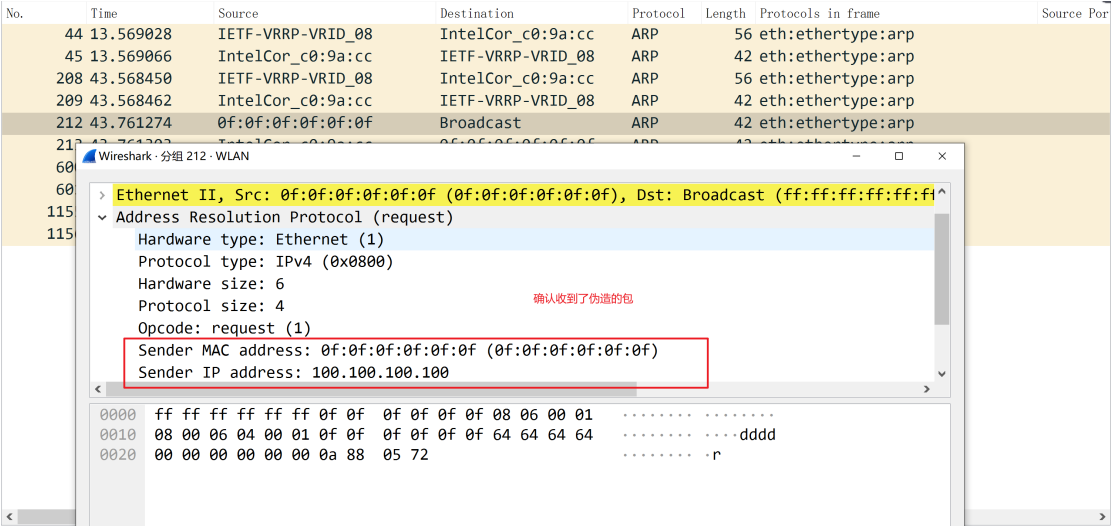 No. Time Source Destination Protocol Length Protocols in frame Source Por
44 13.569028 IETF-VRRP-VRID_08 IntelCor_c0:9a:cc ARP 56 eth:ethertype:arp
45 13.569066 IntelCor_c0:9a:cc IETF-VRRP-VRID_08 ARP 42 eth:ethertype:arp
208 43.568450 IETF-VRRP-VRID_08 IntelCor_c0:9a:cc ARP 56 eth:ethertype:arp
209 43.568462 IntelCor_c0:9a:cc IETF-VRRP-VRID_08 ARP 42 eth:ethertype:arp
212 43.761274 0f:0f:0f:0f:0f:0f Broadcast ARP 42 eth:ethertype:arp
Wireshark · 分组 212 · WLAN
Ethernet II, Src: 0f:0f:0f:0f:0f:0f (0f:0f:0f:0f:0f:0f), Dst: Broadcast (ff:ff:ff:ff:ff:ff
Address Resolution Protocol (request)
Hardware type: Ethernet (1)
Protocol type: IPv4 (0x0800)
Hardware size: 6
确认收到了伪造的包
Protocol size: 4
Opcode: request (1)
Sender MAC address: 0f:0f:0f:0f:0f:0f (0f:0f:0f:0f:0f:0f)
Sender IP address: 100.100.100.100
0000 ff ff ff ff ff ff 0f 0f 0f 0f 0f 0f 08 06 00 01 ········ ········
0010 08 00 06 04 00 01 0f 0f 0f 0f 0f 0f 64 64 64 64 ········ ····dddd
0020 00 00 00 00 00 00 0a 88 05 72 ········ ·r